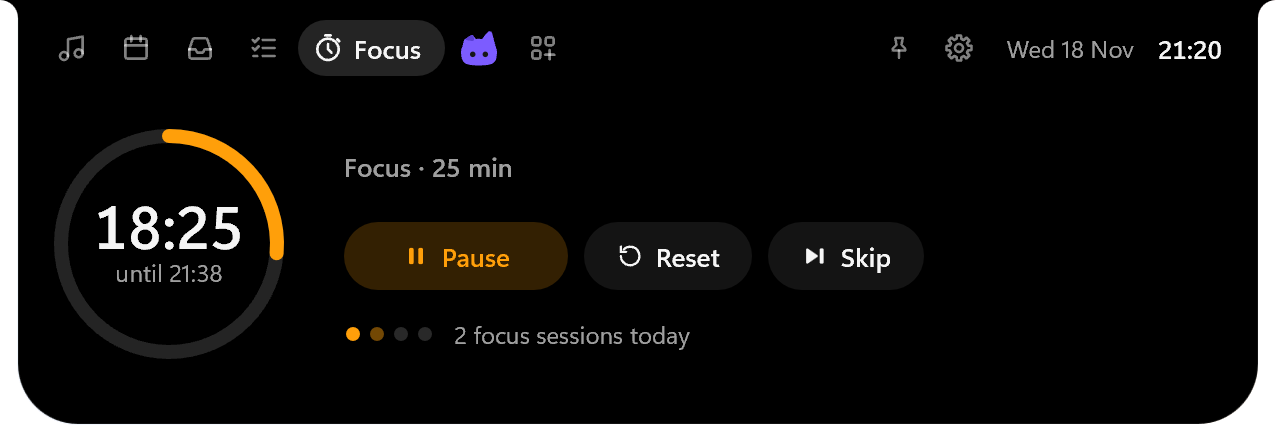 Focus
Wed 18 Nov 21:20
18:25
until 21:38
Focus · 25 min
Pause Reset Skip
2 focus sessions today